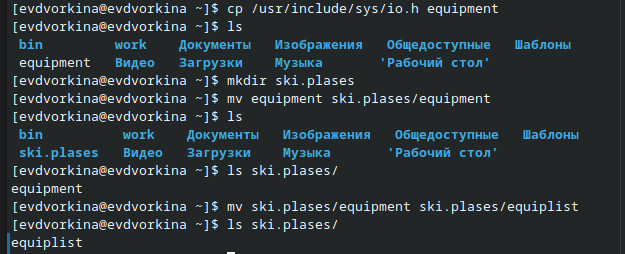 [evdvorkina@evdvorkina ~]$ cp /usr/include/sys/io.h equipment
[evdvorkina@evdvorkina ~]$ ls
bin work Документы Изображения Общедоступные Шаблоны
equipment Видео Загрузки Музыка 'Рабочий стол'
[evdvorkina@evdvorkina ~]$ mkdir ski.plases
[evdvorkina@evdvorkina ~]$ mv equipment ski.plases/equipment
[evdvorkina@evdvorkina ~]$ ls
bin work Документы Изображения Общедоступные Шаблоны
ski.plases Видео Загрузки Музыка 'Рабочий стол'
[evdvorkina@evdvorkina ~]$ ls ski.plases/
equipment
[evdvorkina@evdvorkina ~]$ mv ski.plases/equipment ski.plases/equiplist
[evdvorkina@evdvorkina ~]$ ls ski.plases/
equiplist